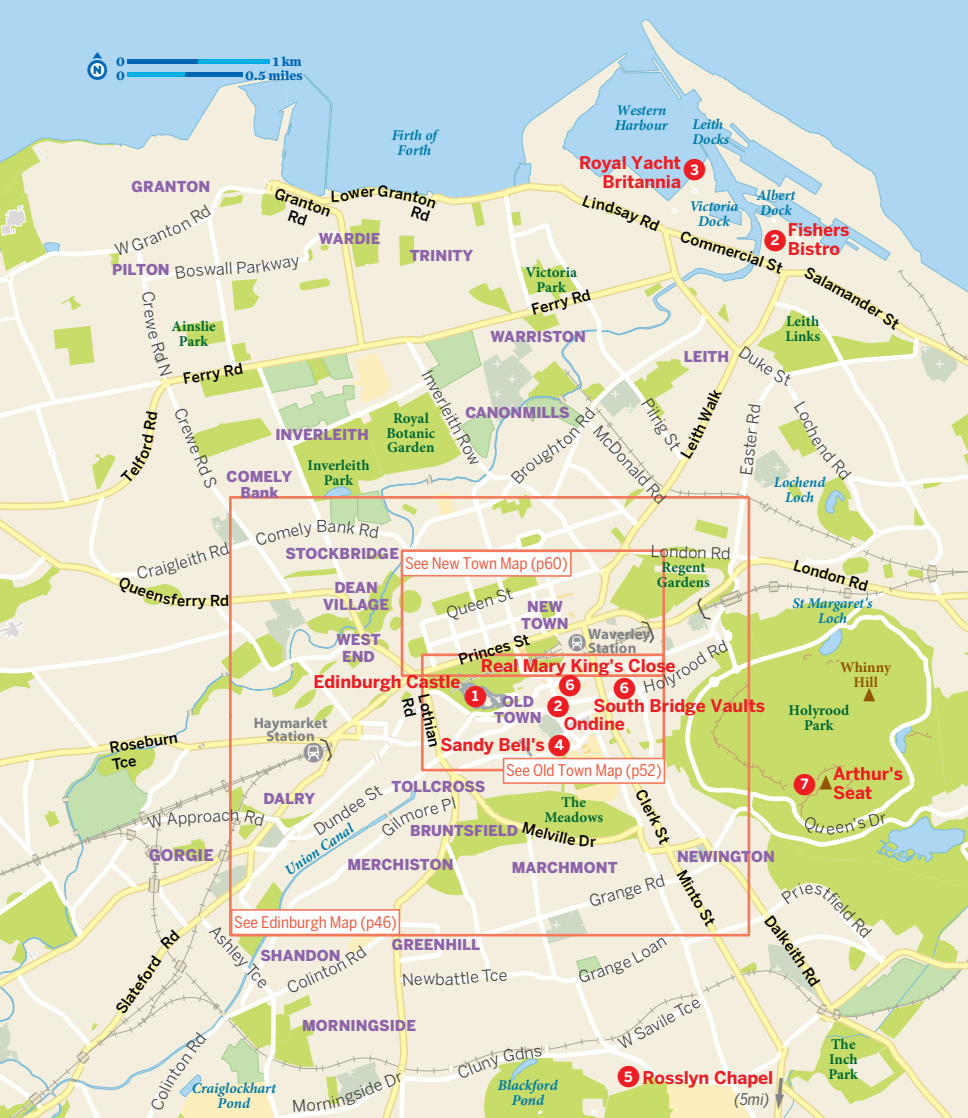 0 1 km
0 0.5 miles
N
Firth of
Forth
Western
Harbour
Leith
Docks
Royal Yacht
Britannia
3
Victoria
Dock
Albert
Dock
2
Fishers
Bistro
GRANTON
Granton
Rd
Lower Granton
Rd
Lindsay Rd
Commercial St
Salamander St
W Granton Rd
WARDIE
TRINITY
PILTON
Boswall Parkway
Victoria
Park
Ferry Rd
Crewe Rd N
Ainslie
Park
WARRISTON
Leith
Links
LEITH
Duke St
Ferry Rd
Inverleith Row
CANONMILLS
Pilrig St
Leith Walk
Easter Rd
Lochend Rd
Telford Rd
Crewe Rd S
Royal
Botanic
Garden
INVERLEITH
Inverleith
Park
Broughton Rd
McDonald Rd
COMELY
Bank
Lochend
Loch
Comely Bank Rd
Craigleith Rd
STOCKBRIDGE
See New Town Map (p60)
London Rd
Regent
Gardens
London Rd
Queensferry Rd
DEAN
VILLAGE
Queen St
NEW
TOWN
St Margaret's
Loch
WEST
END
Princes St
Waverley
Station
Holyrood Rd
Whinny
Hill
Real Mary King's Close
Edinburgh Castle
1
6
6
South Bridge Vaults
OLD
TOWN
2
Ondine
Lothian
Rd
Holyrood
Park
Haymarket
Station
Sandy Bell's
4
Roseburn
Tce
See Old Town Map (p52)
7
Arthur's
Seat
TOLLCROSS
DALRY
Dundee St
Gilmore Pl
The
Meadows
Clerk St
Queen's Dr
W Approach Rd
Union Canal
BRUNTSFIELD
Melville Dr
GORGIE
MERCHISTON
MARCHMONT
NEWINGTON
Grange Rd
Minto St
Priestfield Rd
See Edinburgh Map (p46)
Dalkeith Rd
Slateford Rd
Ashley Tce
SHANDON
Colinton Rd
GREENHILL
Newbattle Tce
Grange Loan
MORNINGSIDE
W Savile Tce
Colinton Rd
Cluny Gdns
The
Inch
Park
Craiglockhart
Pond
Morningside Dr
Blackford
Pond
5
Rosslyn Chapel
(5mi)